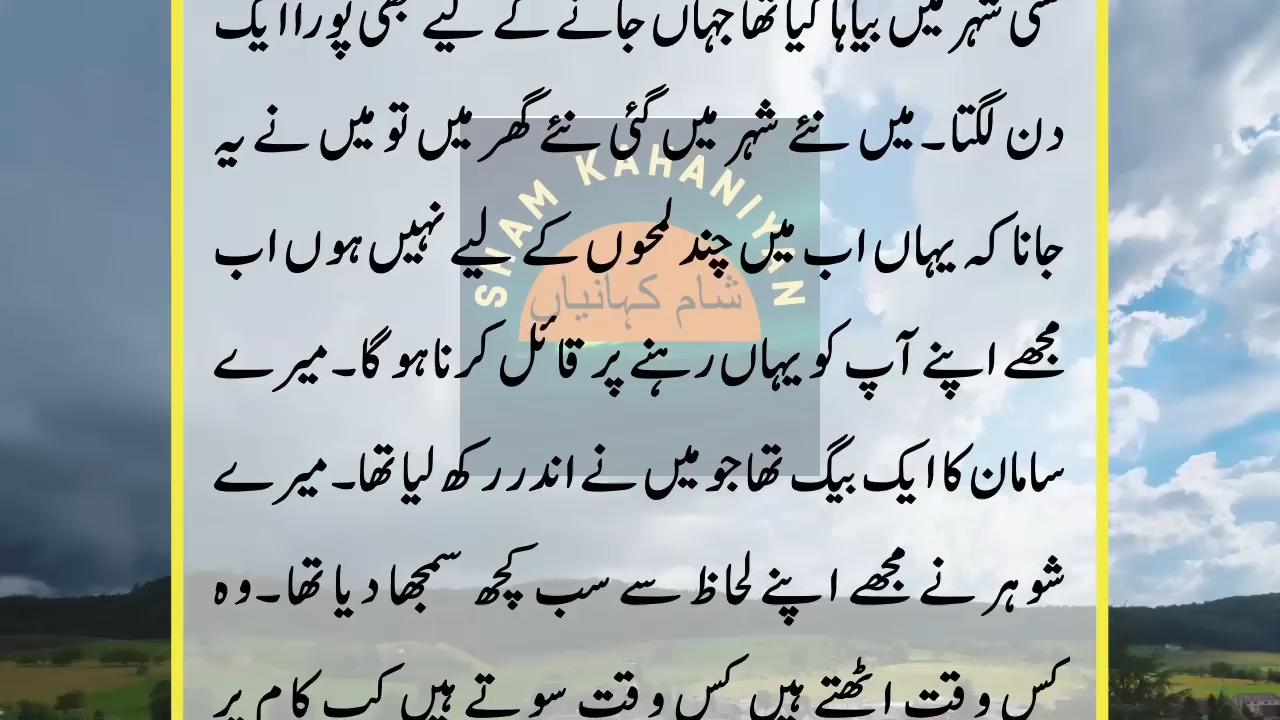 کسی شہر میں بیاہا گیا تھا جہاں جانے کے لیے بھی پورا ایک
دن لگتا۔ میں نئے شہر میں گئی نئے گھر میں تو میں نے یہ
جانا کہ یہاں اب میں چند لمحوں کے لیے نہیں ہوں اب
مجھے اپنے آپ کو یہاں رہنے پر قائل کرنا ہو گا۔ میرے
سامان کا ایک بیگ تھا جو میں نے اندر رکھ لیا تھا۔ میرے
شوہر نے مجھے اپنے لحاظ سے سب کچھ سمجھا دیا تھا۔ وہ
کس وقت اٹھتے ہیں کس وقت سوتے ہیں کب کام پر
SHAM KAHANIYAN
شام کہانیاں